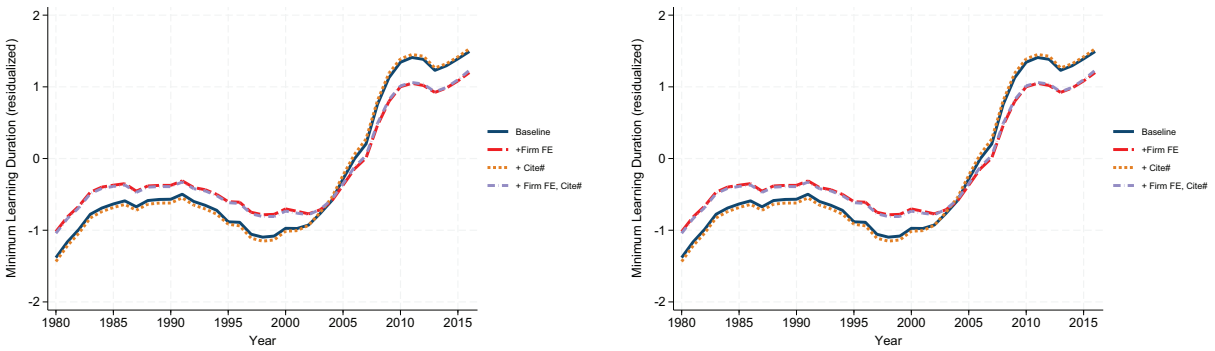 Minimum Learning Duration (residualized)
2
1
0
-1
-2
1980 1985 1990 1995 2000 2005 2010 2015
Year
Baseline
+Firm FE
+ Cite#
+ Firm FE, Cite#
Minimum Learning Duration (residualized)
2
1
0
-1
-2
1980 1985 1990 1995 2000 2005 2010 2015
Year
Baseline
+Firm FE
+ Cite#
+ Firm FE, Cite#